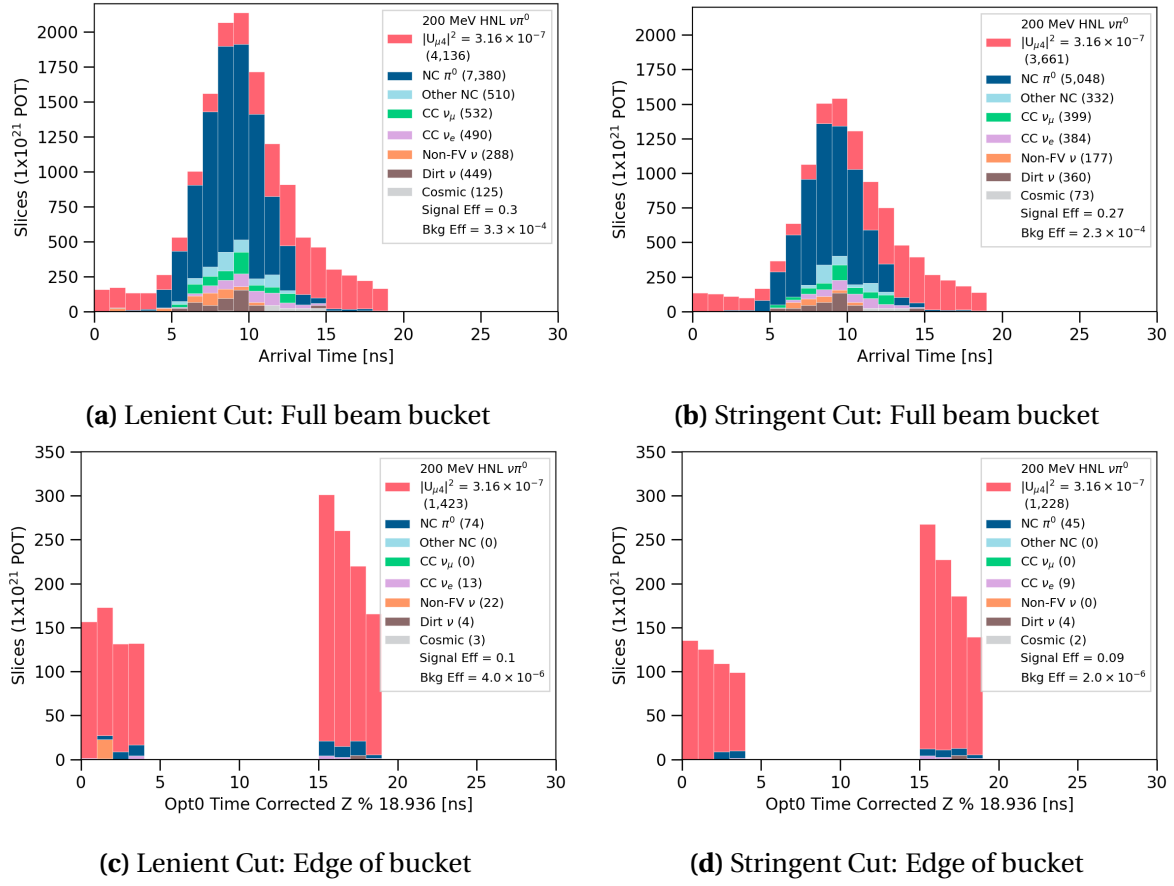 200 MeV HNL νπ⁰
|Uμ4|² = 3.16 × 10⁻⁷
(4,136)
NC π⁰ (7,380)
Other NC (510)
CC νμ (532)
CC νe (490)
Non-FV ν (288)
Dirt ν (449)
Cosmic (125)
Signal Eff = 0.3
Bkg Eff = 3.3 × 10⁻⁴
Slices (1x10²¹ POT)
2000
1750
1500
1250
1000
750
500
250
0
0 5 10 15 20 25 30
Arrival Time [ns]
(a) Lenient Cut: Full beam bucket
200 MeV HNL νπ⁰
|Uμ4|² = 3.16 × 10⁻⁷
(3,661)
NC π⁰ (5,048)
Other NC (332)
CC νμ (399)
CC νe (384)
Non-FV ν (177)
Dirt ν (360)
Cosmic (73)
Signal Eff = 0.27
Bkg Eff = 2.3 × 10⁻⁴
Slices (1x10²¹ POT)
2000
1750
1500
1250
1000
750
500
250
0
0 5 10 15 20 25 30
Arrival Time [ns]
(b) Stringent Cut: Full beam bucket
200 MeV HNL νπ⁰
|Uμ4|² = 3.16 × 10⁻⁷
(1,423)
NC π⁰ (74)
Other NC (0)
CC νμ (0)
CC νe (13)
Non-FV ν (22)
Dirt ν (4)
Cosmic (3)
Signal Eff = 0.1
Bkg Eff = 4.0 × 10⁻⁶
Slices (1x10²¹ POT)
350
300
250
200
150
100
50
0
0 5 10 15 20 25 30
Opt0 Time Corrected Z % 18.936 [ns]
(c) Lenient Cut: Edge of bucket
200 MeV HNL νπ⁰
|Uμ4|² = 3.16 × 10⁻⁷
(1,228)
NC π⁰ (45)
Other NC (0)
CC νμ (0)
CC νe (9)
Non-FV ν (0)
Dirt ν (4)
Cosmic (2)
Signal Eff = 0.09
Bkg Eff = 2.0 × 10⁻⁶
Slices (1x10²¹ POT)
350
300
250
200
150
100
50
0
0 5 10 15 20 25 30
Opt0 Time Corrected Z % 18.936 [ns]
(d) Stringent Cut: Edge of bucket